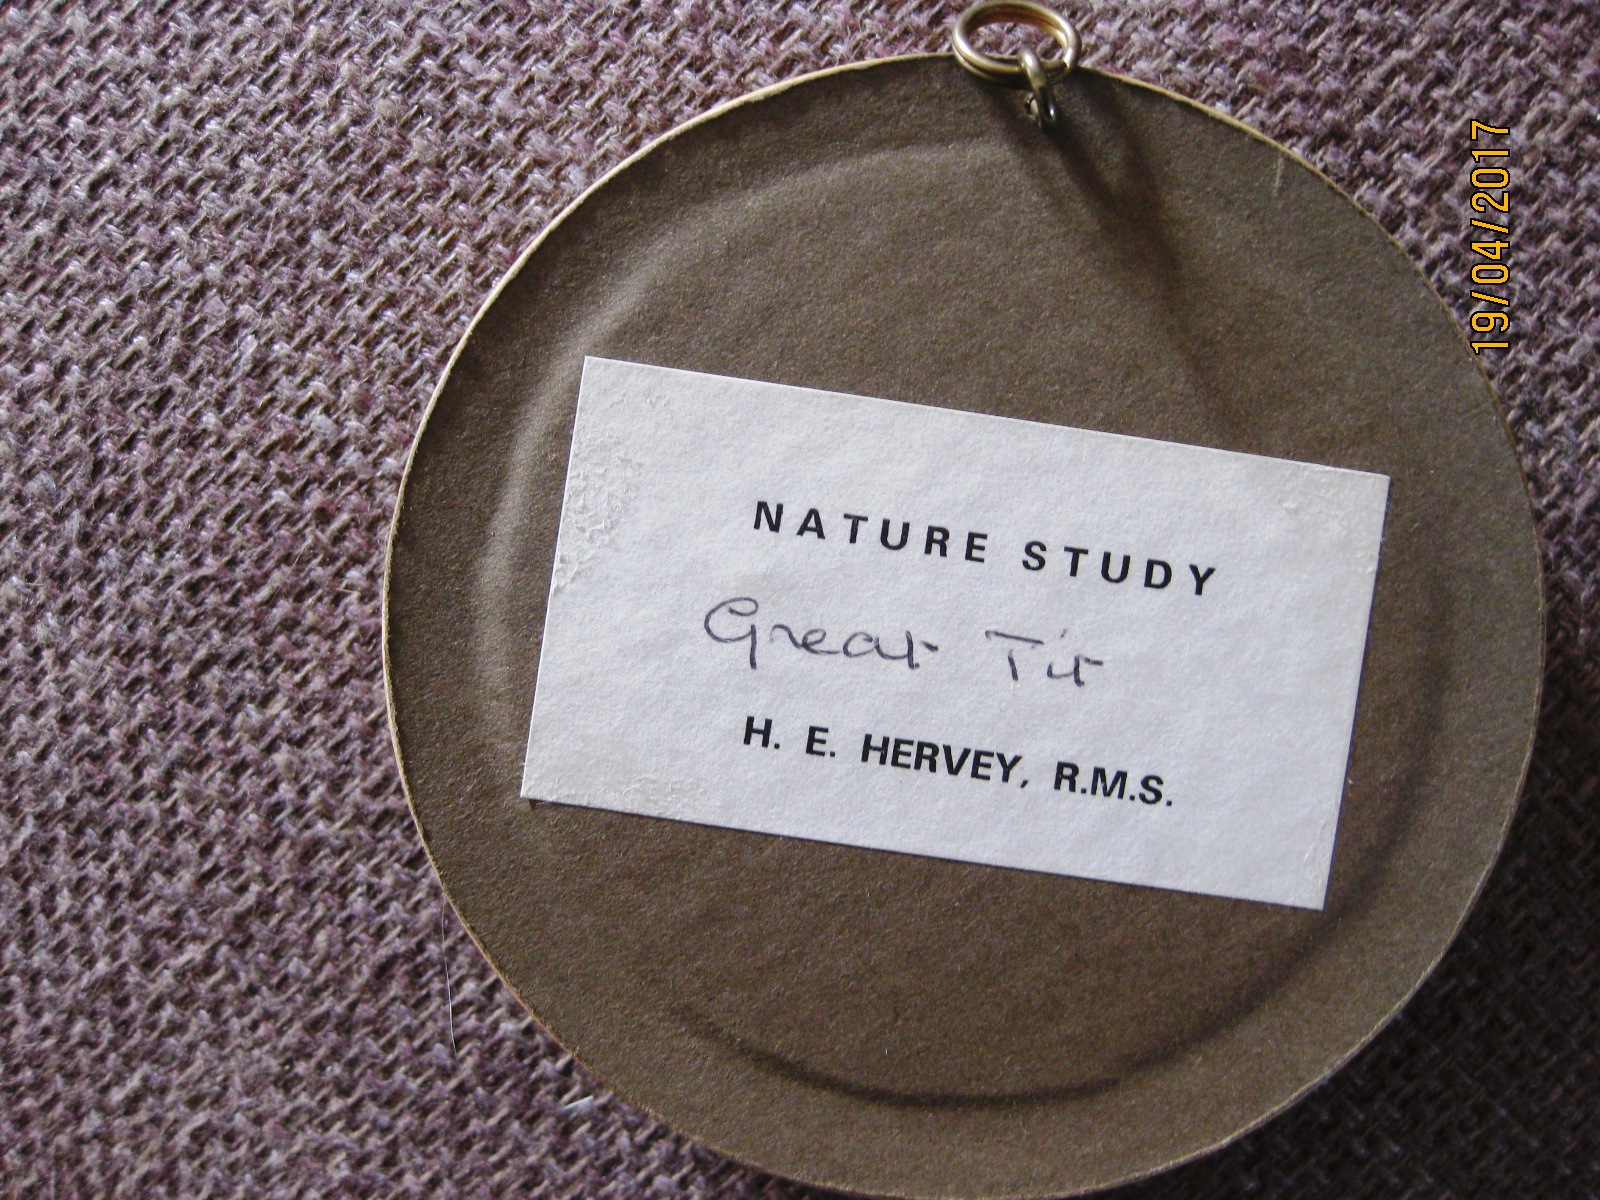 NATURE STUDY
Great Tit
H. E. HERVEY, R.M.S.
19/04/2017